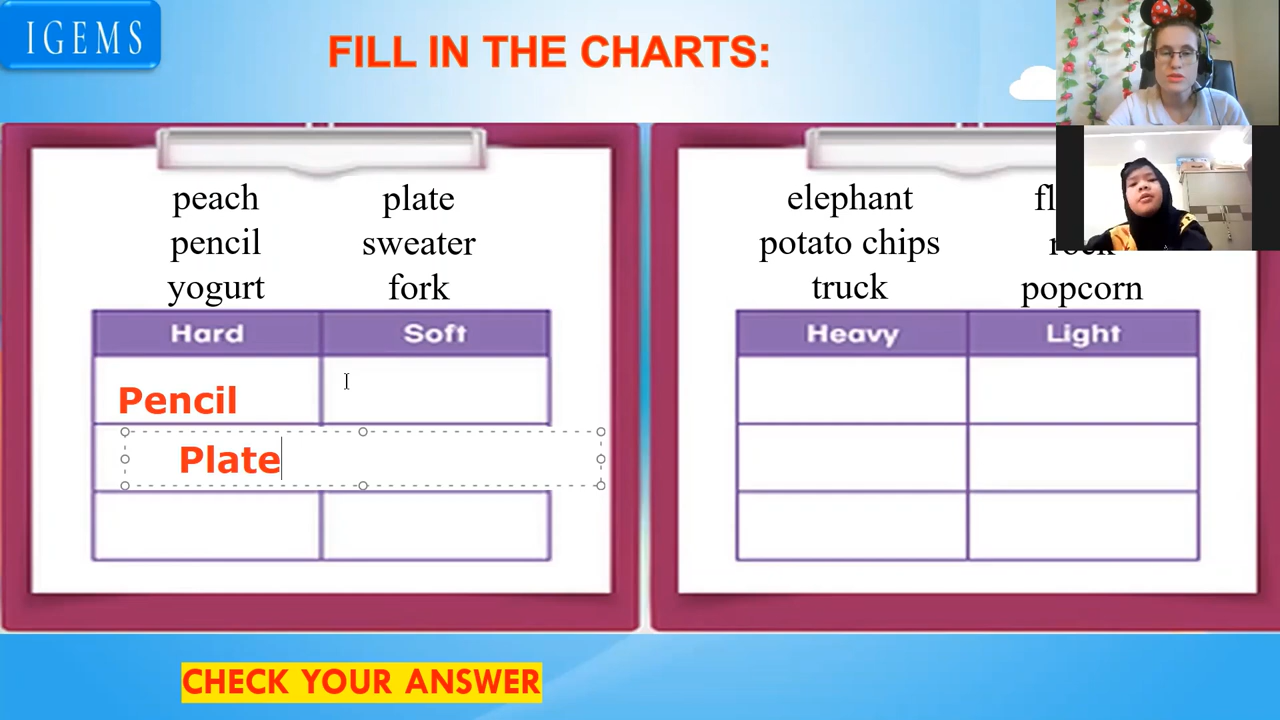 IGEMS
FILL IN THE CHARTS:
peach plate
pencil sweater
yogurt fork
Hard Soft
Pencil
Plate
elephant
potato chips
truck popcorn
Heavy Light
CHECK YOUR ANSWER